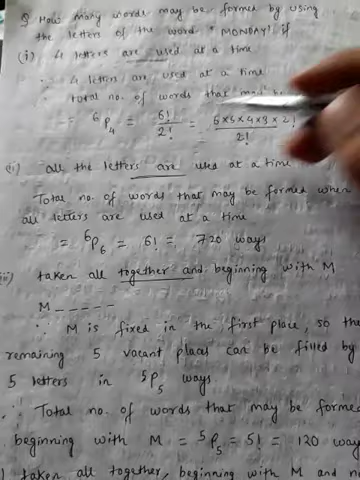 Q How many words may be formed by using
the letters of the word "MONDAY" if
(i) 4 letters are used at a time
∵ 4 letters are used at a time
∴ total no. of words that may be
= ⁶P₄ = 6!/2! = 6×5×4×3×2!/2!
(ii) all the letters are used at a time
Total no. of words that may be formed when
all letters are used at a time
= ⁶P₆ = 6! = 720 ways
taken all together and beginning with M
M _ _ _ _ _
∵ M is fixed in the first place, so the
remaining 5 vacant places can be filled by
5 letters in ⁵P₅ ways
∴ Total no. of words that may be formed
beginning with M = ⁵P₅ = 5! = 120 way
taken all together, beginning with M and